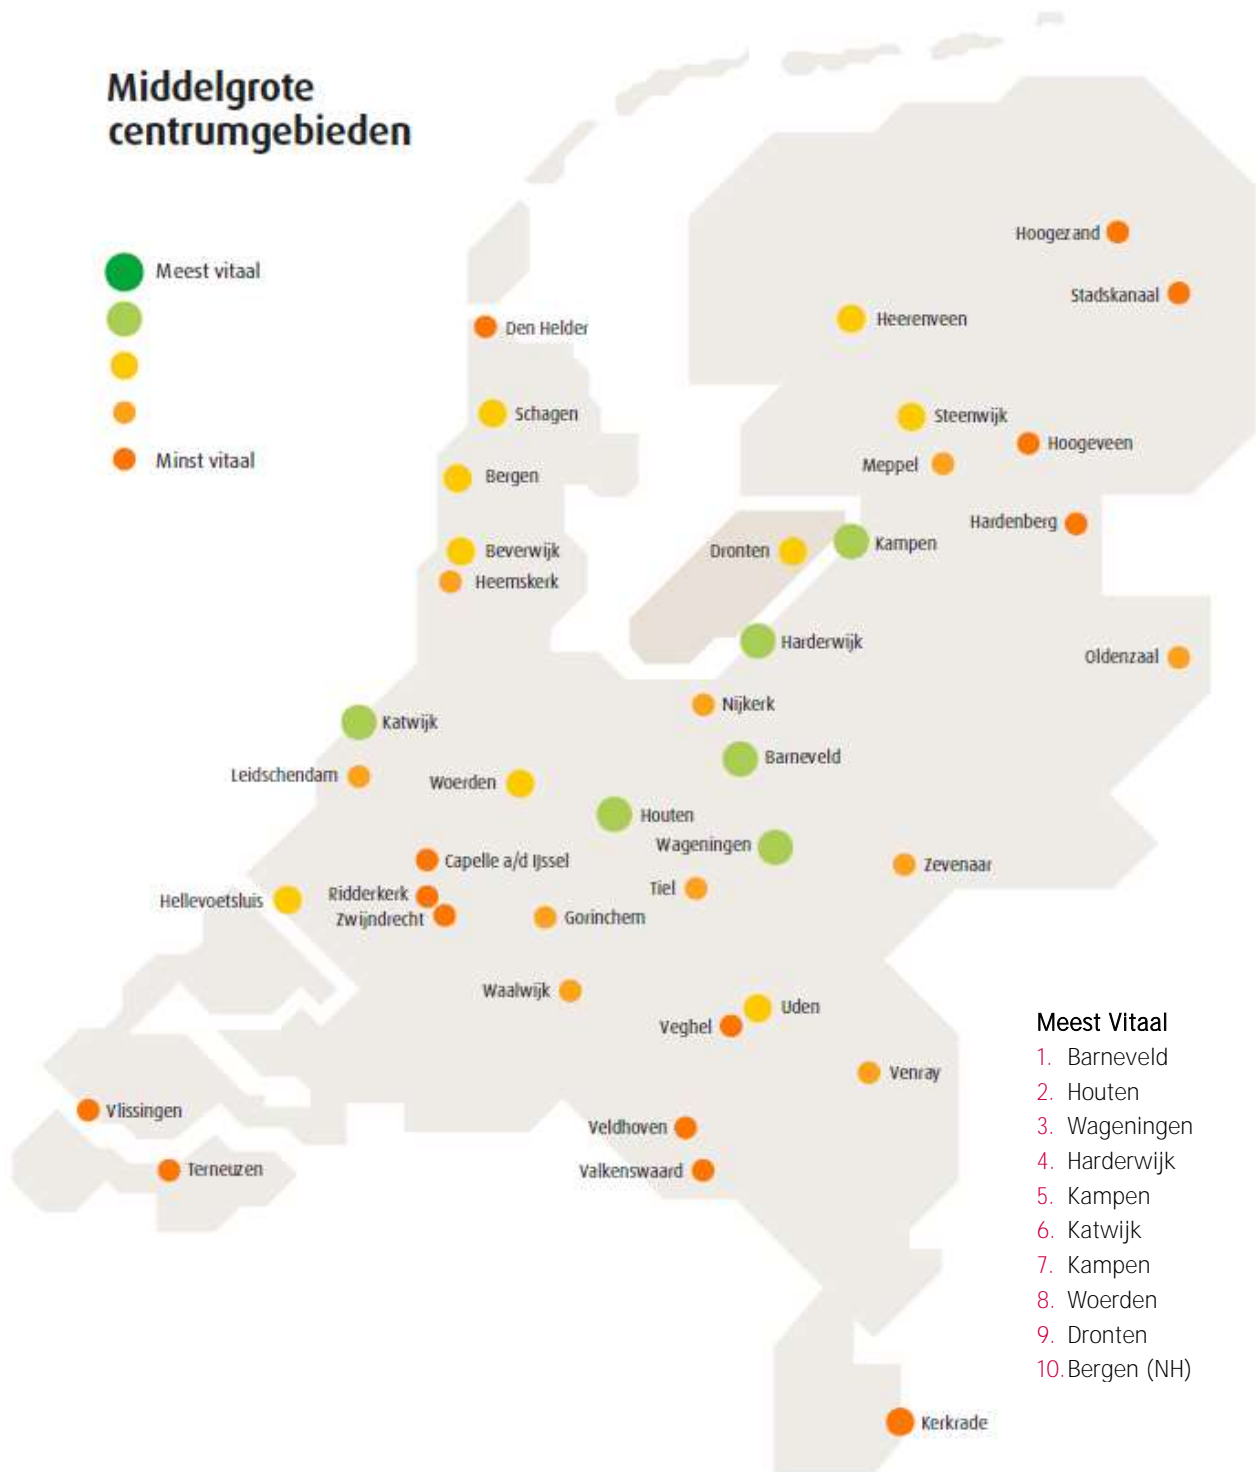 Middelgrote
centrumgebieden
Meest vitaal
Minst vitaal
Hoogezand
Stadskanaal
Heerenveen
Den Helder
Schagen
Steenwijk
Hoogeveen
Meppel
Bergen
Hardenberg
Kampen
Dronten
Beverwijk
Heemskerk
Harderwijk
Oldenzaal
Nijkerk
Katwijk
Barneveld
Leidschendam
Woerden
Houten
Wageningen
Capelle a/d IJssel
Zevenaar
Tiel
Ridderkerk
Hellevoetsluis
Zwijndrecht
Gorinchem
Waalwijk
Uden
Veghel
Venray
Vlissingen
Veldhoven
Terneuzen
Valkenswaard
Kerkrade
Meest Vitaal
1. Barneveld
2. Houten
3. Wageningen
4. Harderwijk
5. Kampen
6. Katwijk
7. Kampen
8. Woerden
9. Dronten
10. Bergen (NH)